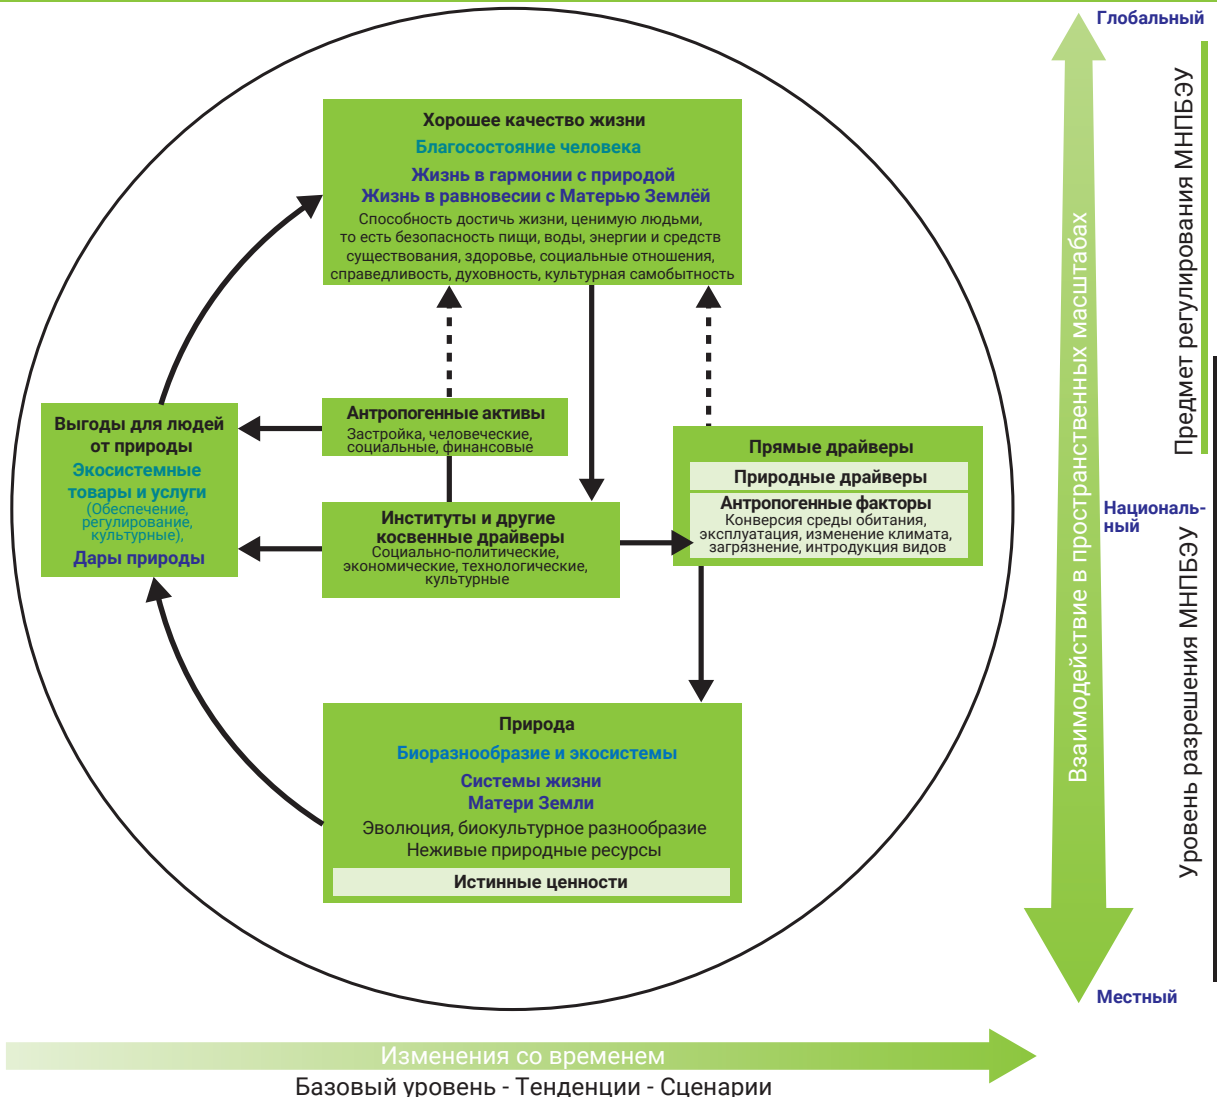 Глобальный
Хорошее качество жизни
Благосостояние человека
Жизнь в гармонии с природой
Жизнь в равновесии с Матерью Землёй
Способность достичь жизни, ценимую людьми,
то есть безопасность пищи, воды, энергии и средств
существования, здоровье, социальные отношения,
справедливость, духовность, культурная самобытность
Выгоды для людей
от природы
Экосистемные
товары и услуги
(Обеспечение,
регулирование,
культурные),
Дары природы
Антропогенные активы
Застройка, человеческие,
социальные, финансовые
Институты и другие
косвенные драйверы
Социально-политические,
экономические, технологические,
культурные
Прямые драйверы
Природные драйверы
Антропогенные факторы
Конверсия среды обитания,
эксплуатация, изменение климата,
загрязнение, интродукция видов
Природа
Биоразнообразие и экосистемы
Системы жизни
Матери Земли
Эволюция, биокультурное разнообразие
Неживые природные ресурсы
Истинные ценности
Взаимодействие в пространственных масштабах
Предмет регулирования МНПБЭУ
Националь-
ный
Уровень разрешения МНПБЭУ
Местный
Изменения со временем
Базовый уровень - Тенденции - Сценарии